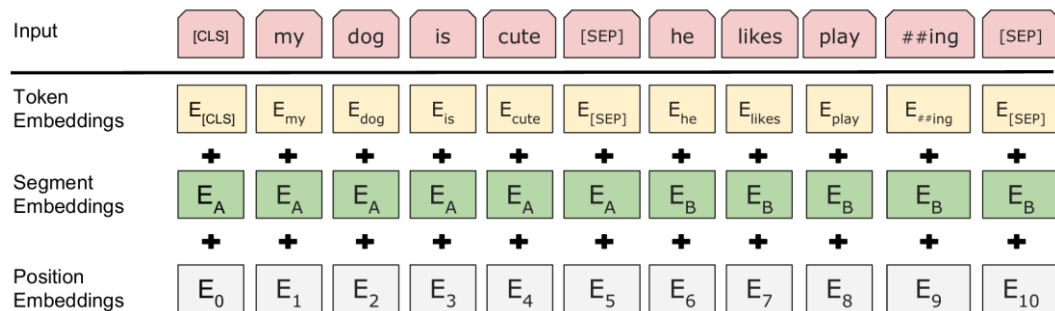 Input [CLS] my dog is cute [SEP] he likes play ##ing [SEP]
Token Embeddings E[CLS] Emy Edog Eis Ecute E[SEP] Ehe Elikes Eplay E##ing E[SEP]
+ + + + + + + + + + +
Segment Embeddings EA EA EA EA EA EA EB EB EB EB EB
+ + + + + + + + + + +
Position Embeddings E0 E1 E2 E3 E4 E5 E6 E7 E8 E9 E10